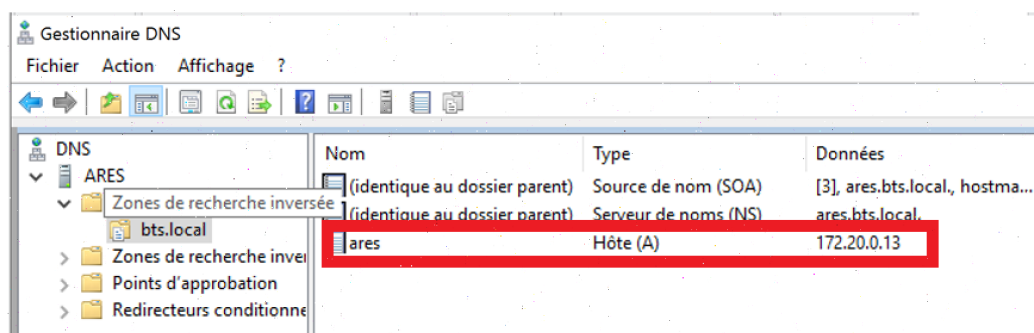 Gestionnaire DNS
Fichier Action Affichage ?
DNS
ARES
Zones de recherche inversée
bts.local
Zones de recherche inver
Points d'approbation
Redirecteurs conditionne
Nom Type Données
(identique au dossier parent) Source de nom (SOA) [3], ares.bts.local., hostma...
(identique au dossier parent) Serveur de noms (NS) ares.bts.local.
ares Hôte (A) 172.20.0.13